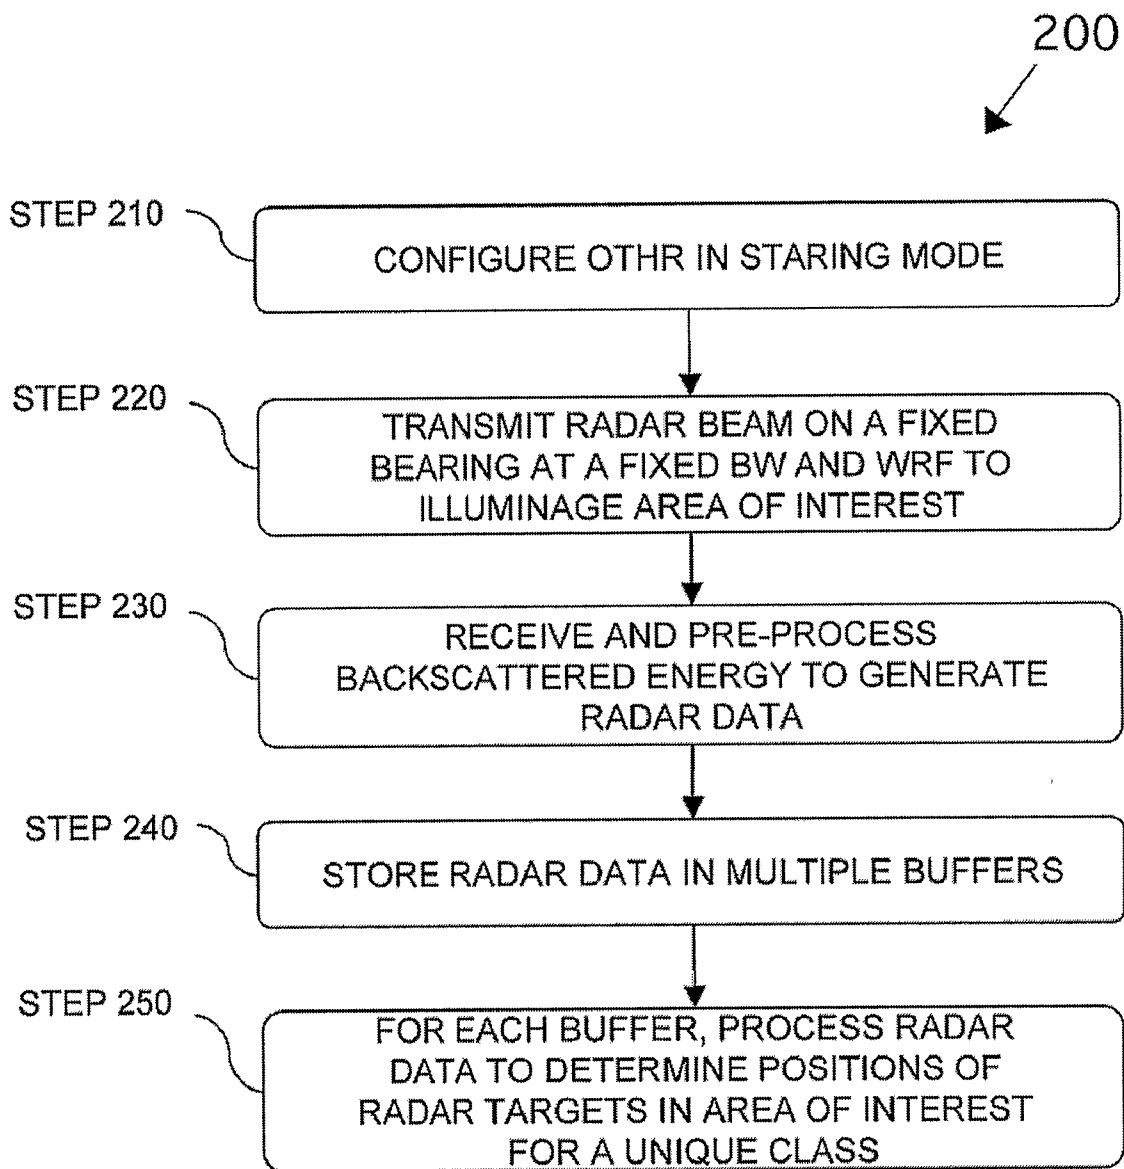 200
STEP 210
CONFIGURE OTHR IN STARING MODE
STEP 220
TRANSMIT RADAR BEAM ON A FIXED
BEARING AT A FIXED BW AND WRF TO
ILLUMINAGE AREA OF INTEREST
STEP 230
RECEIVE AND PRE-PROCESS
BACKSCATTERED ENERGY TO GENERATE
RADAR DATA
STEP 240
STORE RADAR DATA IN MULTIPLE BUFFERS
STEP 250
FOR EACH BUFFER, PROCESS RADAR
DATA TO DETERMINE POSITIONS OF
RADAR TARGETS IN AREA OF INTEREST
FOR A UNIQUE CLASS